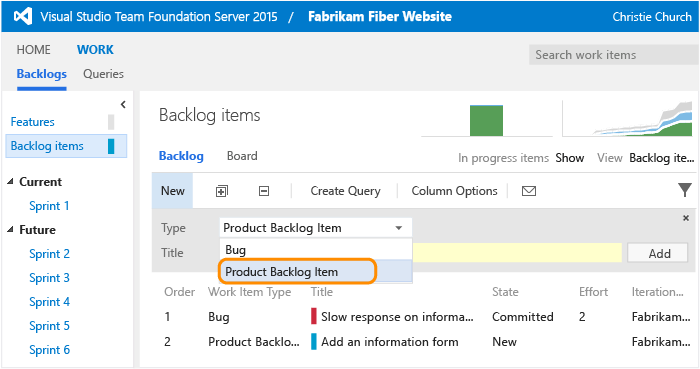 Visual Studio Team Foundation Server 2015 / Fabrikam Fiber Website Christie Church
HOME WORK
Search work items
Backlogs Queries
Features
Backlog items
Current
Sprint 1
Future
Sprint 2
Sprint 3
Sprint 4
Sprint 5
Sprint 6
Backlog items
Backlog Board
In progress items Show View Backlog ite...
New Create Query Column Options
Type Product Backlog Item
Bug
Title Add
Product Backlog Item
Order Work Item Type Title State Effort Iteration...
1 Bug Slow response on informa... Committed 2 Fabrikam...
2 Product Backlo... Add an information form New Fabrikam...